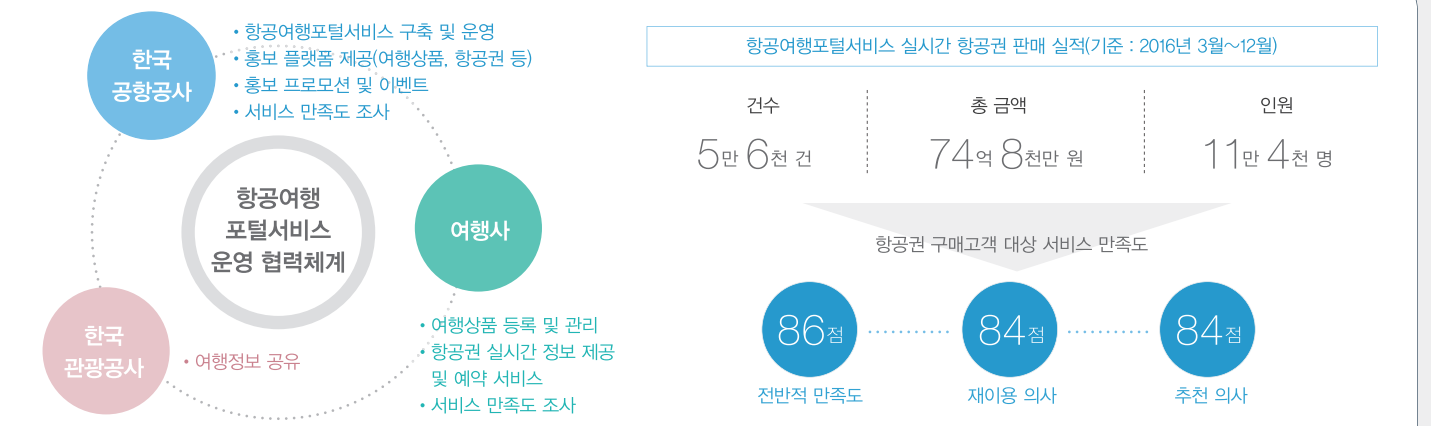 한국
공항공사
• 항공여행포털서비스 구축 및 운영
• 홍보 플랫폼 제공(여행상품, 항공권 등)
• 홍보 프로모션 및 이벤트
• 서비스 만족도 조사
항공여행
포털서비스
운영 협력체계
여행사
• 여행상품 등록 및 관리
• 항공권 실시간 정보 제공
및 예약 서비스
• 서비스 만족도 조사
한국
관광공사
• 여행정보 공유
항공여행포털서비스 실시간 항공권 판매 실적(기준 : 2016년 3월~12월)
건수
5만 6천 건
총 금액
74억 8천만 원
인원
11만 4천 명
항공권 구매고객 대상 서비스 만족도
86점
전반적 만족도
84점
재이용 의사
84점
추천 의사